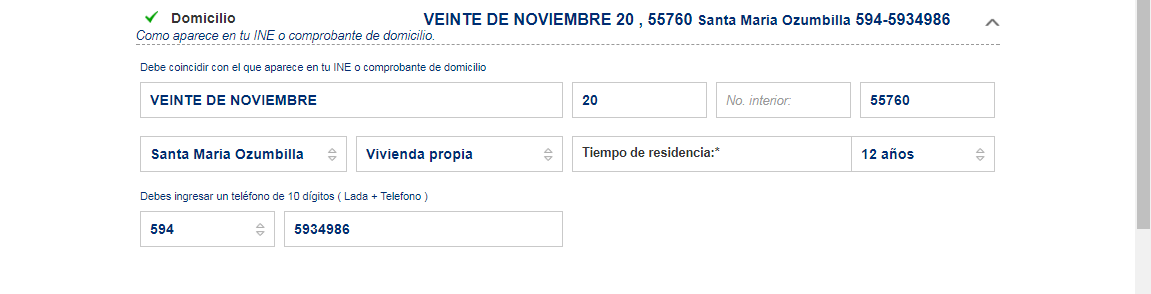 Domicilio VEINTE DE NOVIEMBRE 20 , 55760 Santa Maria Ozumbilla 594-5934986
Como aparece en tu INE o comprobante de domicilio.
Debe coincidir con el que aparece en tu INE o comprobante de domicilio
VEINTE DE NOVIEMBRE 20 No. interior: 55760
Santa Maria Ozumbilla Vivienda propia Tiempo de residencia:* 12 años
Debes ingresar un teléfono de 10 dígitos ( Lada + Telefono )
594 5934986